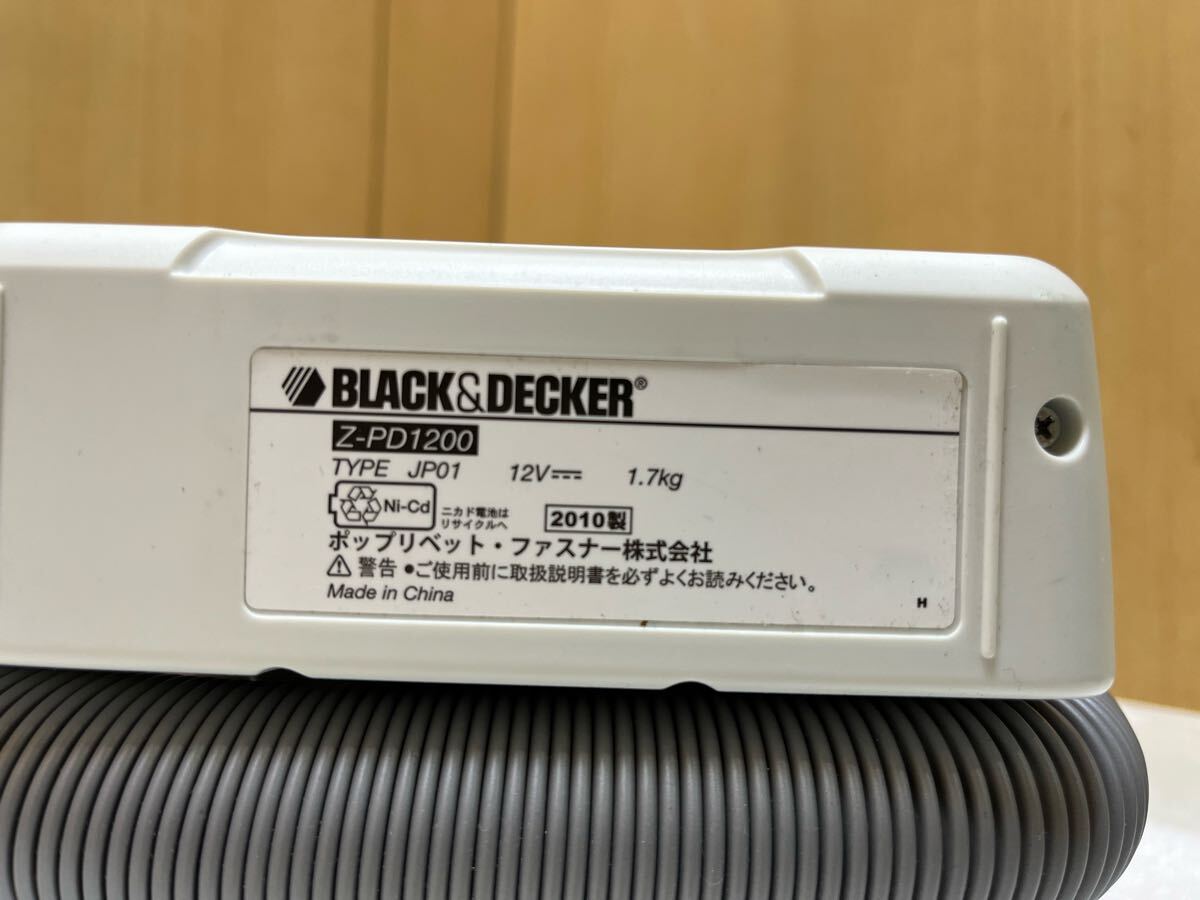 BLACK&DECKER®
Z-PD1200
TYPE JP01 12V 1.7kg
Ni-Cd ニカド電池は
リサイクルへ
2010製
ポップリベット・ファスナー株式会社
警告 ●ご使用前に取扱説明書を必ずよくお読みください。
Made in China
H